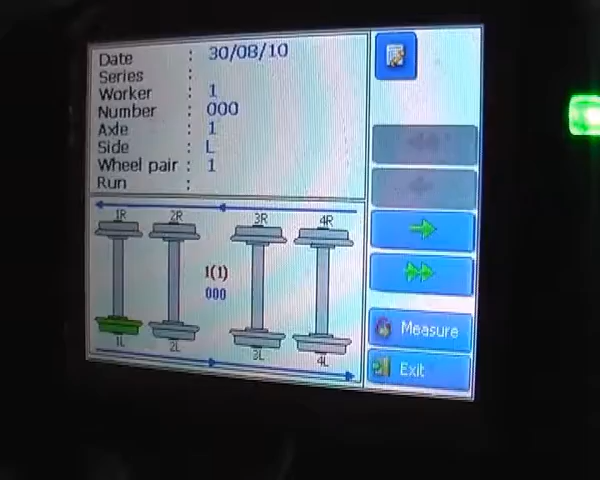 Date : 30/08/10
Series :
Worker : 1
Number : 000
Axle : 1
Side : L
Wheel pair : 1
Run :
1R 2R 3R 4R
1(1)
000
1L 2L 3L 4L
Measure
Exit